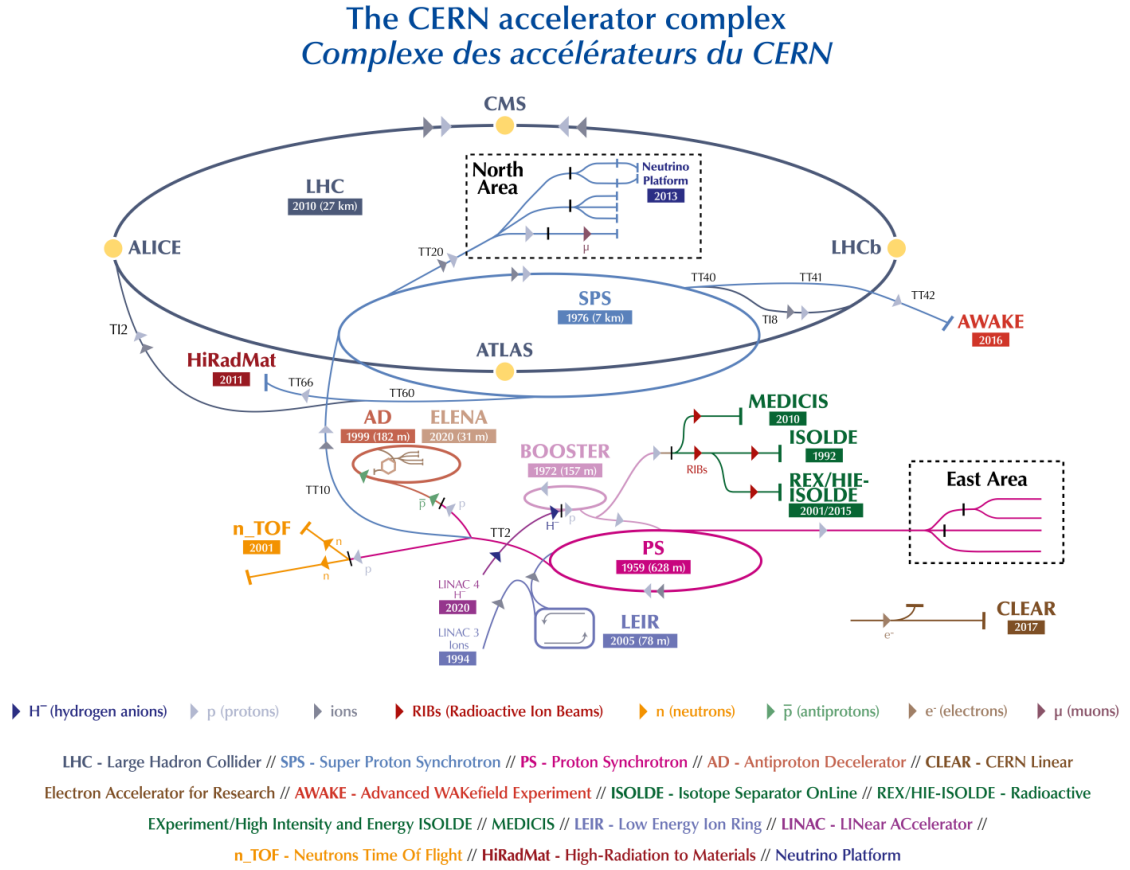 The CERN accelerator complex
Complexe des accélérateurs du CERN
CMS
North
Area
Neutrino
Platform
2013
LHC
2010 (27 km)
μ
ALICE
LHCb
TT20
TT40
TT41
TT42
SPS
1976 (7 km)
TI8
TI2
AWAKE
2016
ATLAS
HiRadMat
2011
TT66
TT60
AD
1999 (182 m)
ELENA
2020 (31 m)
MEDICIS
2010
ISOLDE
1992
RIBs
REX/HIE-
ISOLDE
2001/2015
BOOSTER
1972 (157 m)
East Area
TT10
p̅
p
H⁻
p
n_TOF
2001
n
n
p
TT2
PS
1959 (628 m)
LINAC 4
H⁻
2020
LINAC 3
Ions
1994
LEIR
2005 (78 m)
CLEAR
2017
e⁻
H⁻ (hydrogen anions)
p (protons)
ions
RIBs (Radioactive Ion Beams)
n (neutrons)
p̅ (antiprotons)
e⁻ (electrons)
μ (muons)
LHC - Large Hadron Collider // SPS - Super Proton Synchrotron // PS - Proton Synchrotron // AD - Antiproton Decelerator // CLEAR - CERN Linear
Electron Accelerator for Research // AWAKE - Advanced WAKefield Experiment // ISOLDE - Isotope Separator OnLine // REX/HIE-ISOLDE - Radioactive
EXperiment/High Intensity and Energy ISOLDE // MEDICIS // LEIR - Low Energy Ion Ring // LINAC - LINear ACcelerator //
n_TOF - Neutrons Time Of Flight // HiRadMat - High-Radiation to Materials // Neutrino Platform